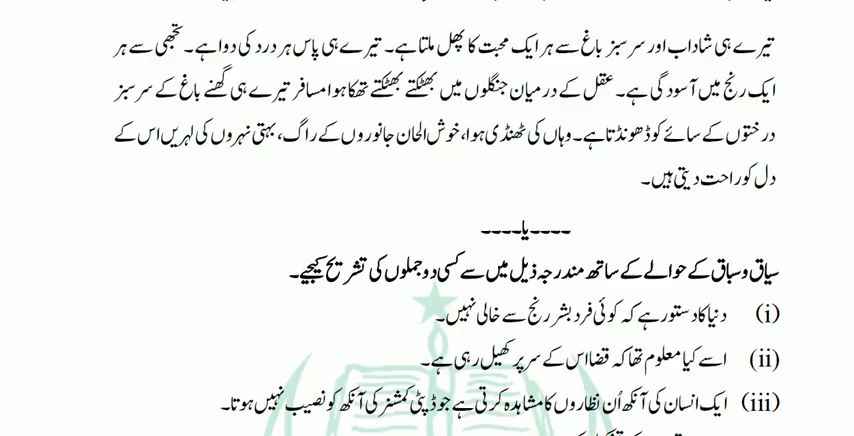 تیرے ہی شاداب اور سرسبز باغ سے ہر ایک محبت کا پھل ملتا ہے۔ تیرے ہی پاس ہر درد کی دوا ہے۔ تجھی سے ہر
ایک رنج میں آسودگی ہے۔ عقل کے درمیان جنگلوں میں بھٹکتے بھٹکتے تھکا ہوا مسافر تیرے ہی گھنے باغ کے سرسبز
درختوں کے سائے کو ڈھونڈتا ہے۔ وہاں کی ٹھنڈی ہوا، خوش الحان جانوروں کے راگ، بہتی نہروں کی لہریں اس کے
دل کو راحت دیتی ہیں۔
۔۔۔۔یا۔۔۔۔
سیاق و سباق کے حوالے کے ساتھ مندرجہ ذیل میں سے کسی دو جملوں کی تشریح کیجیے۔
(i) دنیا کا دستور ہے کہ کوئی فرد بشر رنج سے خالی نہیں۔
(ii) اسے کیا معلوم تھا کہ قضا اس کے سر پر کھیل رہی ہے۔
(iii) ایک انسان کی آنکھ اُن نظاروں کا مشاہدہ کرتی ہے جو ڈپٹی کمشنر کی آنکھ کو نصیب نہیں ہوتا۔